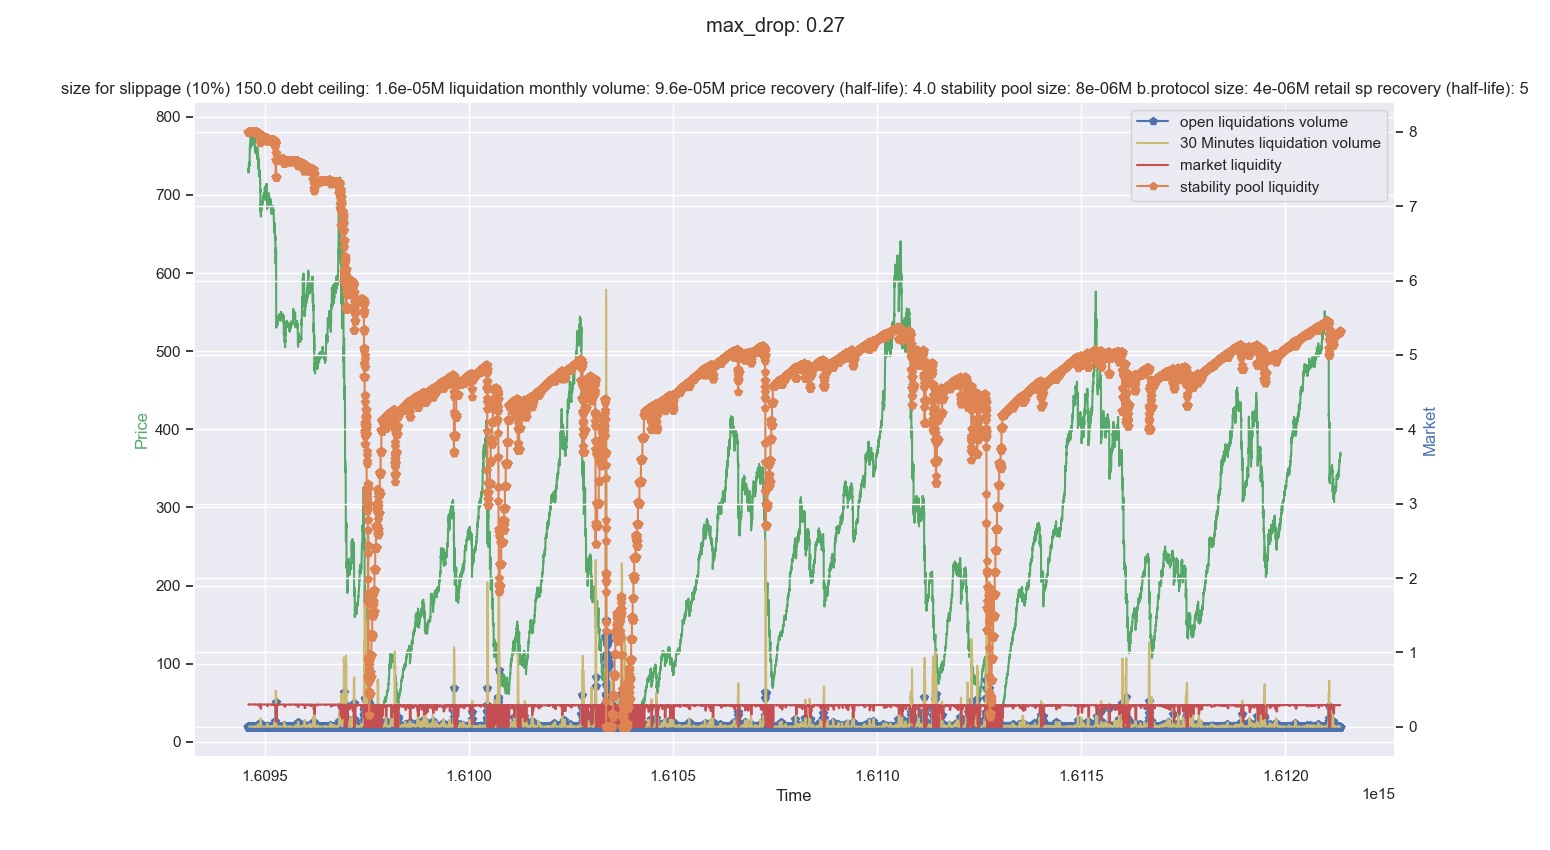 max_drop: 0.27
size for slippage (10%) 150.0 debt ceiling: 1.6e-05M liquidation monthly volume: 9.6e-05M price recovery (half-life): 4.0 stability pool size: 8e-06M b.protocol size: 4e-06M retail sp recovery (half-life): 5
open liquidations volume
30 Minutes liquidation volume
market liquidity
stability pool liquidity
800
700
600
500
400
300
200
100
0
Price
8
7
6
5
4
3
2
1
0
Market
1.6095 1.6100 1.6105 1.6110 1.6115 1.6120
1e15
Time